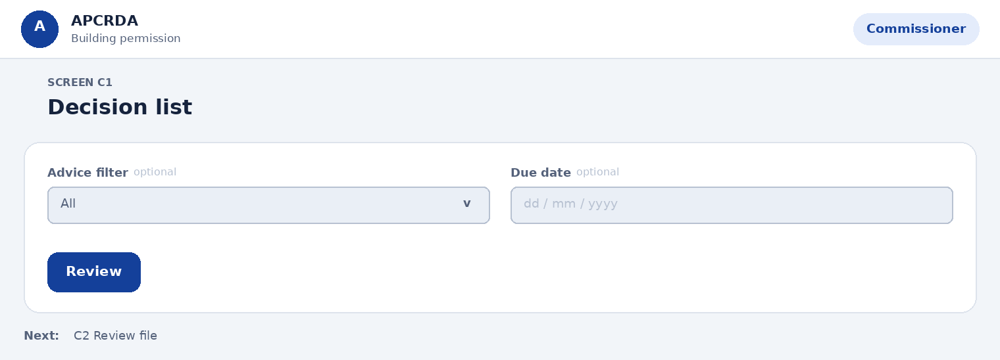 A
APCRDA
Building permission
Commissioner
SCREEN C1
Decision list
Advice filter optional
Due date optional
All v
dd / mm / yyyy
Review
Next: C2 Review file